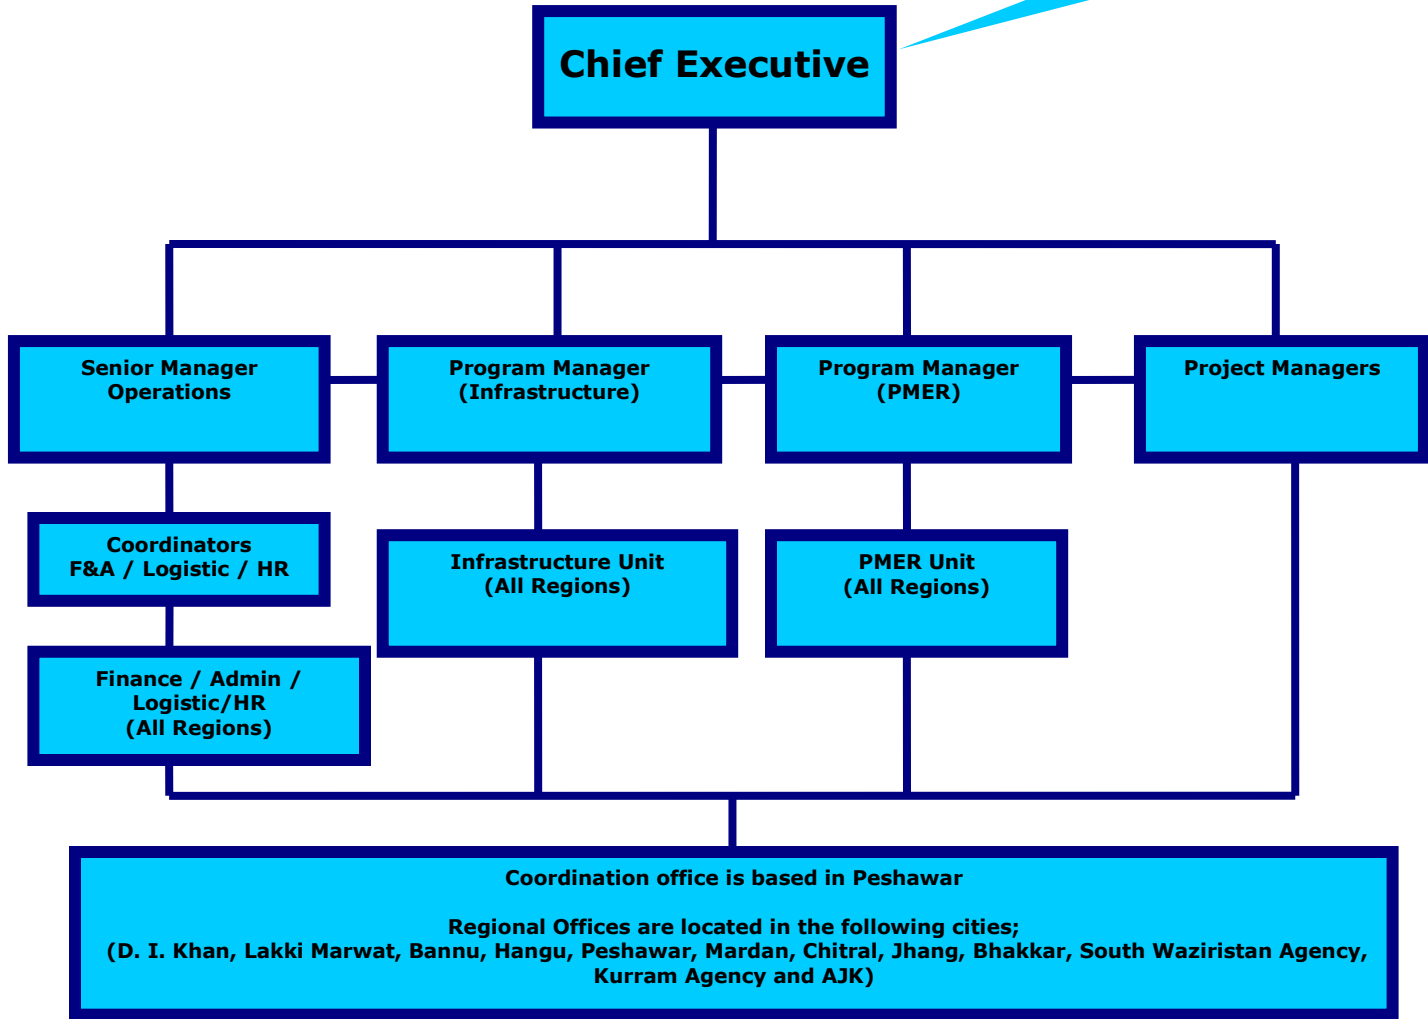 Chief Executive
Senior Manager
Operations
Program Manager
(Infrastructure)
Program Manager
(PMER)
Project Managers
Coordinators
F&A / Logistic / HR
Infrastructure Unit
(All Regions)
PMER Unit
(All Regions)
Finance / Admin /
Logistic/HR
(All Regions)
Coordination office is based in Peshawar
Regional Offices are located in the following cities;
(D. I. Khan, Lakki Marwat, Bannu, Hangu, Peshawar, Mardan, Chitral, Jhang, Bhakkar, South Waziristan Agency,
Kurram Agency and AJK)